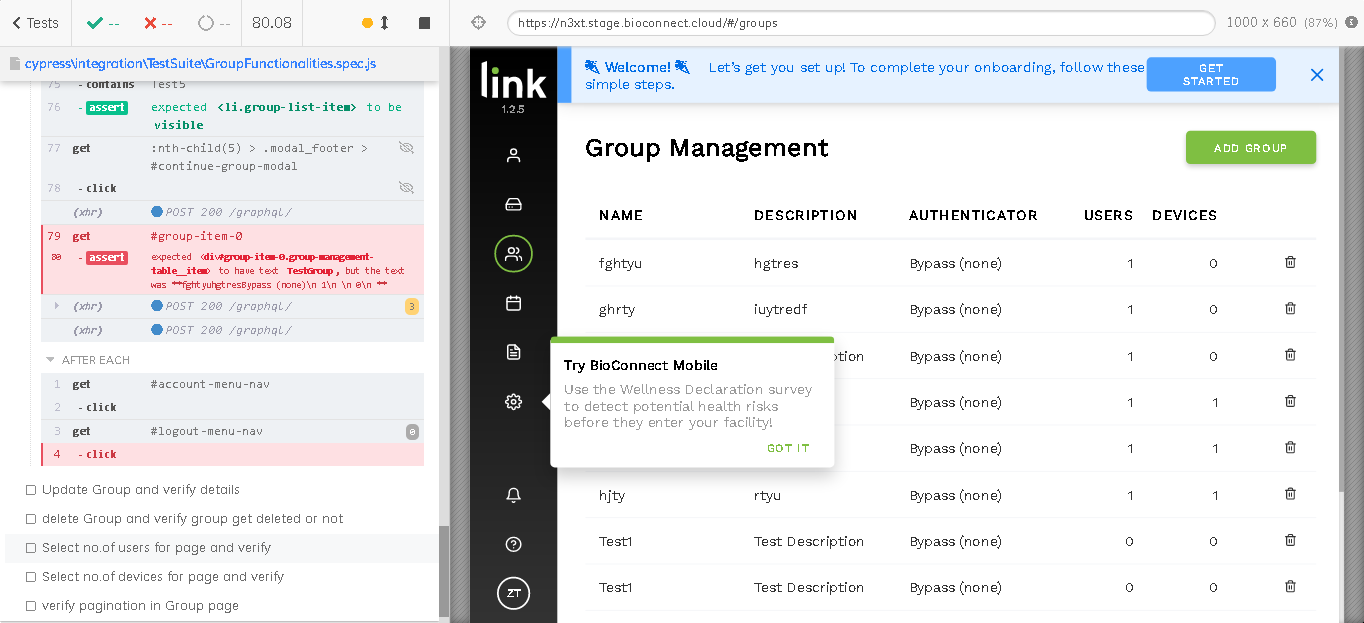 Tests
--
--
--
80.08
https://n3xt.stage.bioconnect.cloud/#/groups
1000 x 660 (87%)
cypress\integration\TestSuite\GroupFunctionalities.spec.js
75 - contains Test5
76 - assert expected <li.group-list-item> to be
visible
77 get :nth-child(5) > .modal_footer >
#continue-group-modal
78 - click
(xhr) POST 200 /graphql/
79 get #group-item-0
80 - assert expected <div#group-item-0.group-management-
table__item> to have text TestGroup, but the text
was **fghtyuhgtresBypass (none)\n 1\n \n 0\n **
(xhr) POST 200 /graphql/ 3
(xhr) POST 200 /graphql/
AFTER EACH
1 get #account-menu-nav
2 - click
3 get #logout-menu-nav 0
4 - click
Update Group and verify details
delete Group and verify group get deleted or not
Select no.of users for page and verify
Select no.of devices for page and verify
verify pagination in Group page
link
1.2.5
ZT
Welcome! Let's get you set up! To complete your onboarding, follow these
simple steps.
GET
STARTED
Group Management
ADD GROUP
NAME DESCRIPTION AUTHENTICATOR USERS DEVICES
fghtyu hgtres Bypass (none) 1 0
ghrty iuytredf Bypass (none) 1 0
ption Bypass (none) 1 0
Bypass (none) 1 1
Bypass (none) 1 1
Try BioConnect Mobile
Use the Wellness Declaration survey
to detect potential health risks
before they enter your facility!
GOT IT
hjty rtyu Bypass (none) 1 1
Test1 Test Description Bypass (none) 0 0
Test1 Test Description Bypass (none) 0 0